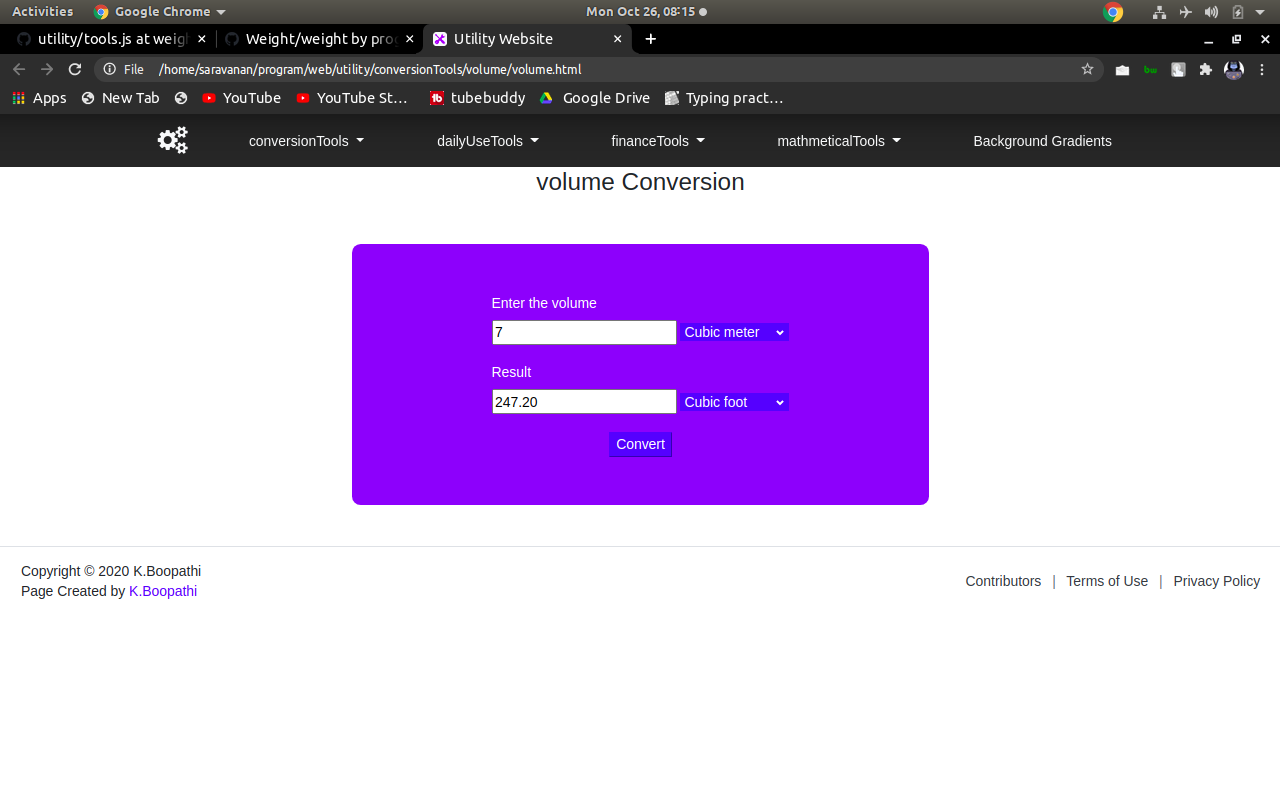 Activities Google Chrome Mon Oct 26, 08:15
utility/tools.js at weigh Weight/weight by pro Utility Website
File /home/saravanan/program/web/utility/conversionTools/volume/volume.html
Apps New Tab YouTube YouTube St… tubebuddy Google Drive Typing pract…
conversionTools dailyUseTools financeTools mathmeticalTools Background Gradients
volume Conversion
Enter the volume
7 Cubic meter
Result
247.20 Cubic foot
Convert
Copyright © 2020 K.Boopathi
Page Created by K.Boopathi
Contributors | Terms of Use | Privacy Policy